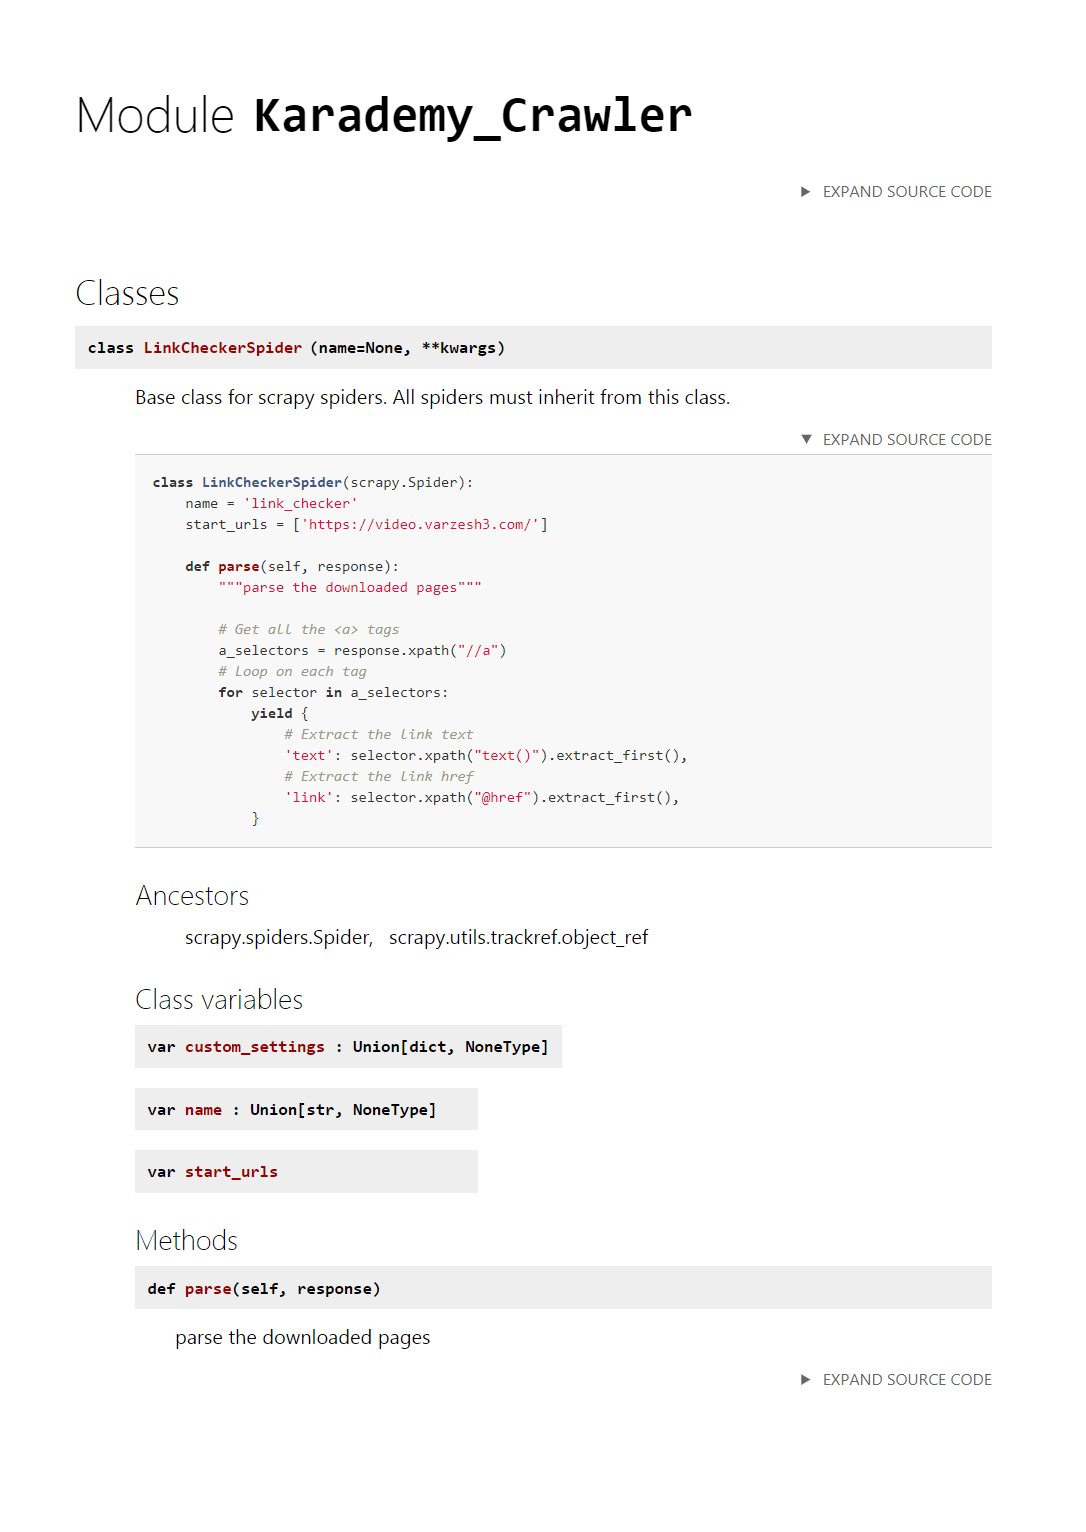 Module Karademy_Crawler
▶ EXPAND SOURCE CODE
Classes
class LinkCheckerSpider (name=None, **kwargs)
Base class for scrapy spiders. All spiders must inherit from this class.
▼ EXPAND SOURCE CODE
class LinkCheckerSpider(scrapy.Spider):
    name = 'link_checker'
    start_urls = ['https://video.varzesh3.com/']
    def parse(self, response):
        """parse the downloaded pages"""
        # Get all the <a> tags
        a_selectors = response.xpath("//a")
        # Loop on each tag
        for selector in a_selectors:
            yield {
                # Extract the link text
                'text': selector.xpath("text()").extract_first(),
                # Extract the link href
                'link': selector.xpath("@href").extract_first(),
            }
Ancestors
scrapy.spiders.Spider, scrapy.utils.trackref.object_ref
Class variables
var custom_settings : Union[dict, NoneType]
var name : Union[str, NoneType]
var start_urls
Methods
def parse(self, response)
parse the downloaded pages
▶ EXPAND SOURCE CODE